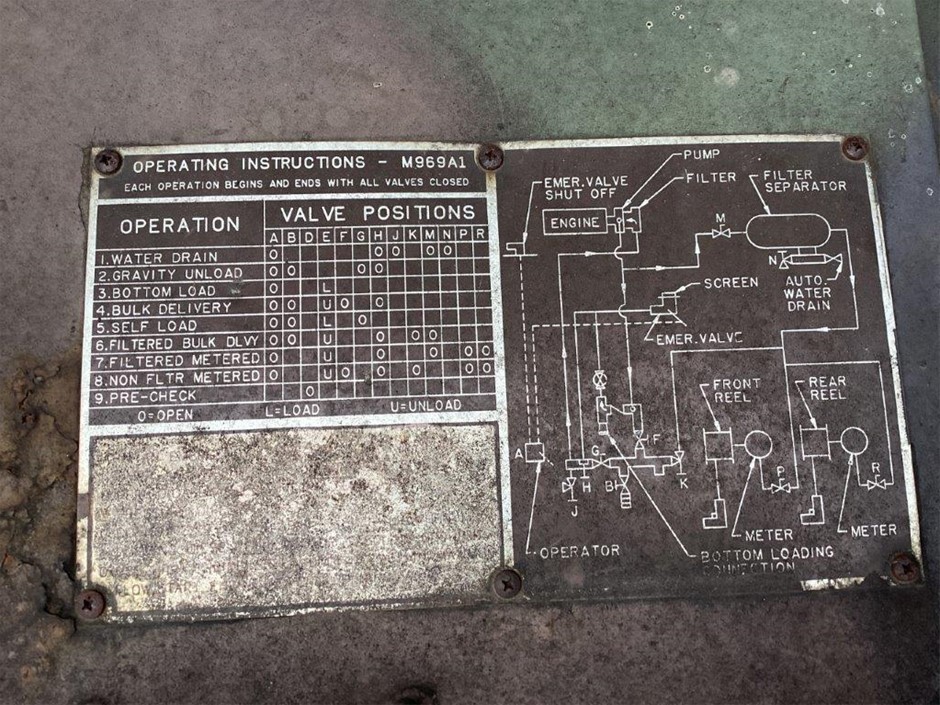 OPERATING INSTRUCTIONS - M969A1
EACH OPERATION BEGINS AND ENDS WITH ALL VALVES CLOSED
OPERATION VALVE POSITIONS
A B D E F G H J K M N P R
1.WATER DRAIN O O O O O
2.GRAVITY UNLOAD O O O O
3.BOTTOM LOAD O L
4.BULK DELIVERY O O U O O
5.SELF LOAD O O L O
6.FILTERED BULK DLVY O O U O O O
7.FILTERED METERED O U O O O O
8.NON FLTR METERED O U O O O O O
9.PRE-CHECK O
O=OPEN L=LOAD U=UNLOAD
EMER.VALVE
SHUT OFF
PUMP
FILTER
ENGINE
FILTER
SEPARATOR
M
N
AUTO.
WATER
DRAIN
SCREEN
EMER.VALVE
FRONT
REEL
REAR
REEL
A
G
F
H
J
B
K
P
R
METER
METER
OPERATOR
BOTTOM LOADING